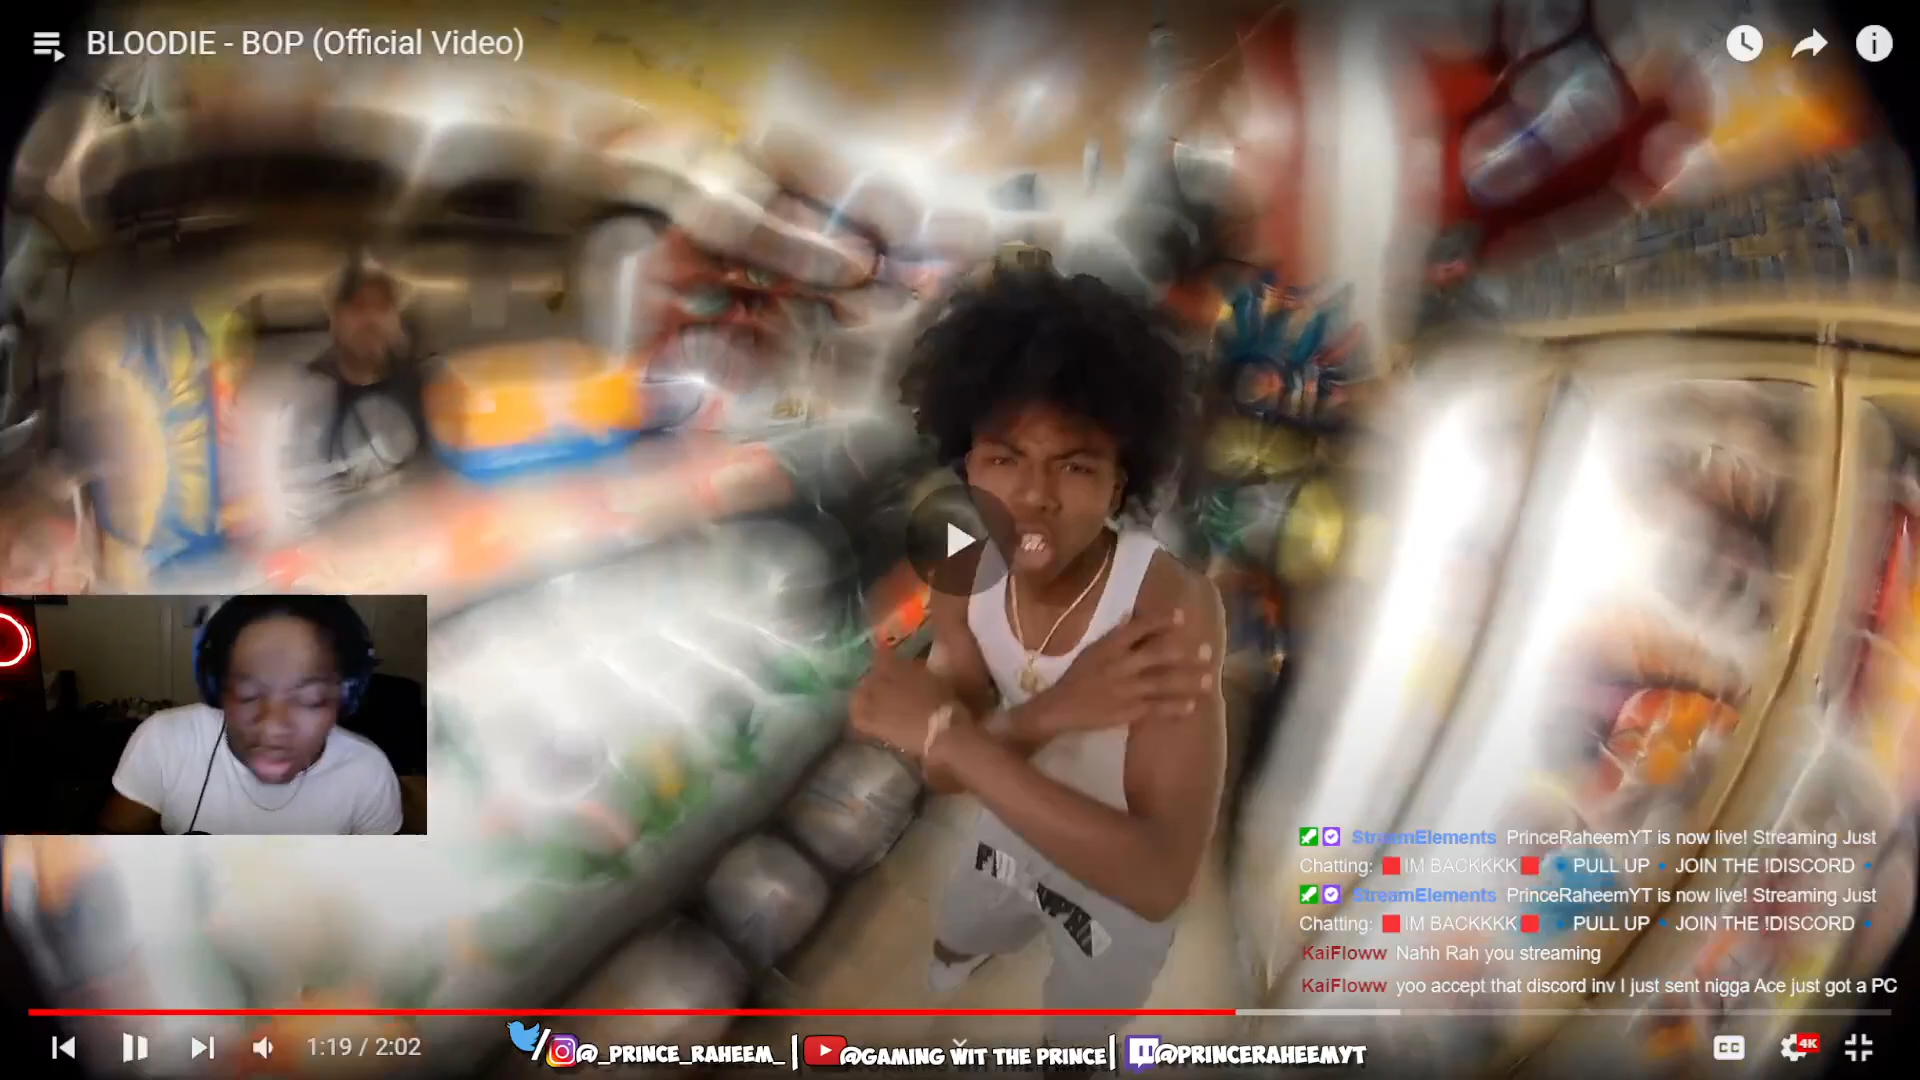 BLOODIE - BOP (Official Video)
StreamElements PrinceRaheemYT is now live! Streaming Just
Chatting: 🟥IM BACKKKK🟥 🔹 PULL UP 🔹 JOIN THE !DISCORD 🔹
StreamElements PrinceRaheemYT is now live! Streaming Just
Chatting: 🟥IM BACKKKK🟥 🔹 PULL UP 🔹 JOIN THE !DISCORD 🔹
KaiFloww Nahh Rah you streaming
KaiFloww yoo accept that discord inv I just sent nigga Ace just got a PC
1:19 / 2:02
/@_PRINCE_RAHEEM_ | @GAMING WIT THE PRINCE | @PRINCERAHEEMYT
CC
4K